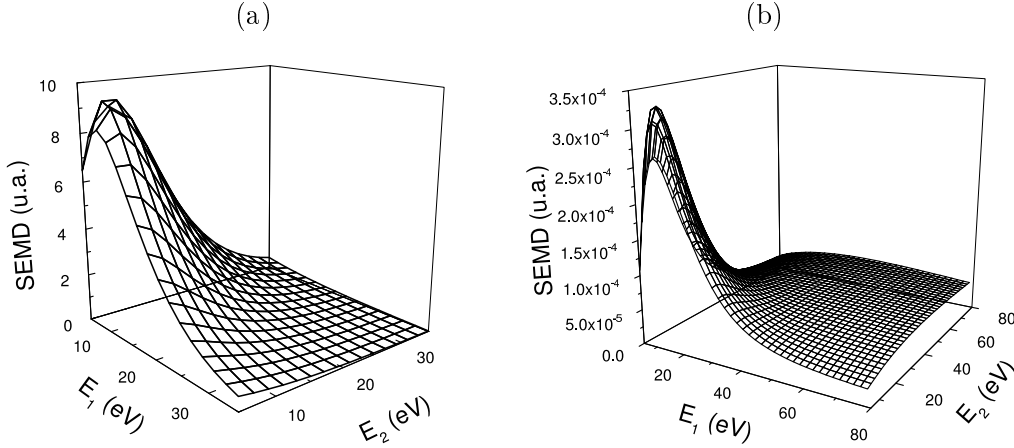 (a)
(b)
10
8
6
4
2
0
SEMD (u.a.)
10
20
30
E1 (eV)
10
20
30
E2 (eV)
3.5x10-4
3.0x10-4
2.5x10-4
2.0x10-4
1.5x10-4
1.0x10-4
5.0x10-5
0.0
SEMD (u.a.)
20
40
60
80
E1 (eV)
20
40
60
80
E2 (eV)